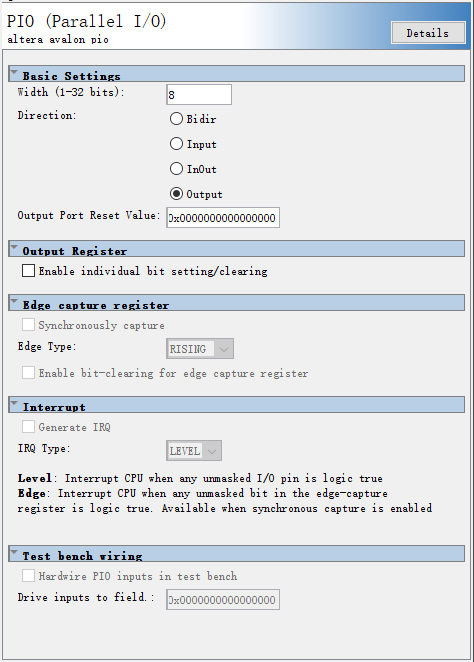 PIO (Parallel I/O)
altera avalon pio
Details
Basic Settings
Width (1-32 bits): 8
Direction:
Bidir
Input
InOut
Output
Output Port Reset Value: 0x0000000000000000
Output Register
Enable individual bit setting/clearing
Edge capture register
Synchronously capture
Edge Type: RISING
Enable bit-clearing for edge capture register
Interrupt
Generate IRQ
IRQ Type: LEVEL
Level: Interrupt CPU when any unmasked I/O pin is logic true
Edge: Interrupt CPU when any unmasked bit in the edge-capture
register is logic true. Available when synchronous capture is enabled
Test bench wiring
Hardwire PIO inputs in test bench
Drive inputs to field.: 0x0000000000000000